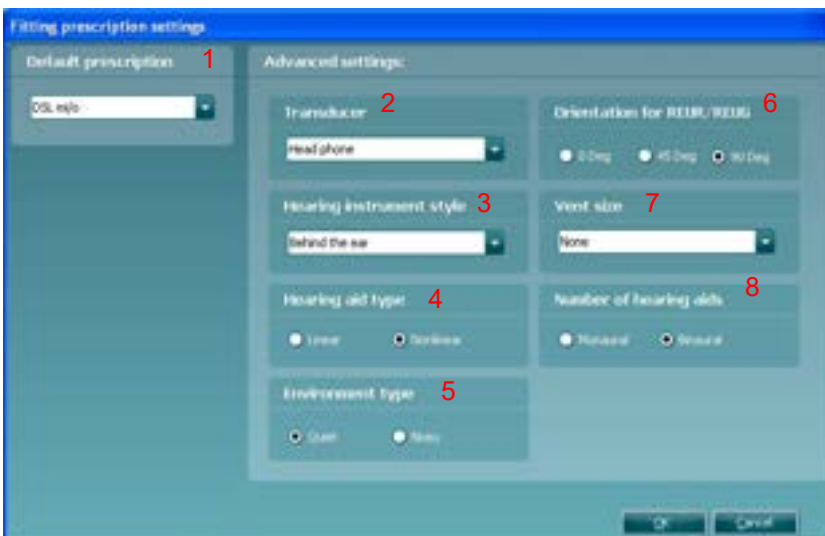 Fitting prescription settings
Default prescription 1
DSL m/o
Advanced settings:
Transducer 2
Head phone
Orientation for REUR/REUG 6
0 Deg 45 Deg 90 Deg
Hearing instrument style 3
Behind the ear
Vent size 7
None
Hearing aid type 4
Linear Nonlinear
Number of hearing aids 8
Monaural Binaural
Environment type 5
Quiet Noisy
OK Cancel